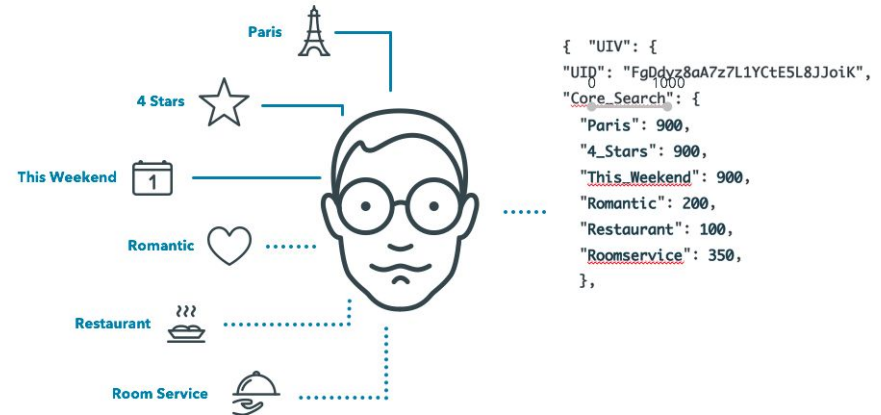 Paris
4 Stars
This Weekend
1
Romantic
Restaurant
Room Service
{ "UIV": {
"UID": "FgDdyz8aA7z7L1YCtE5L8JJoiK",
0 1000
"Core_Search": {
"Paris": 900,
"4_Stars": 900,
"This_Weekend": 900,
"Romantic": 200,
"Restaurant": 100,
"Roomservice": 350,
},